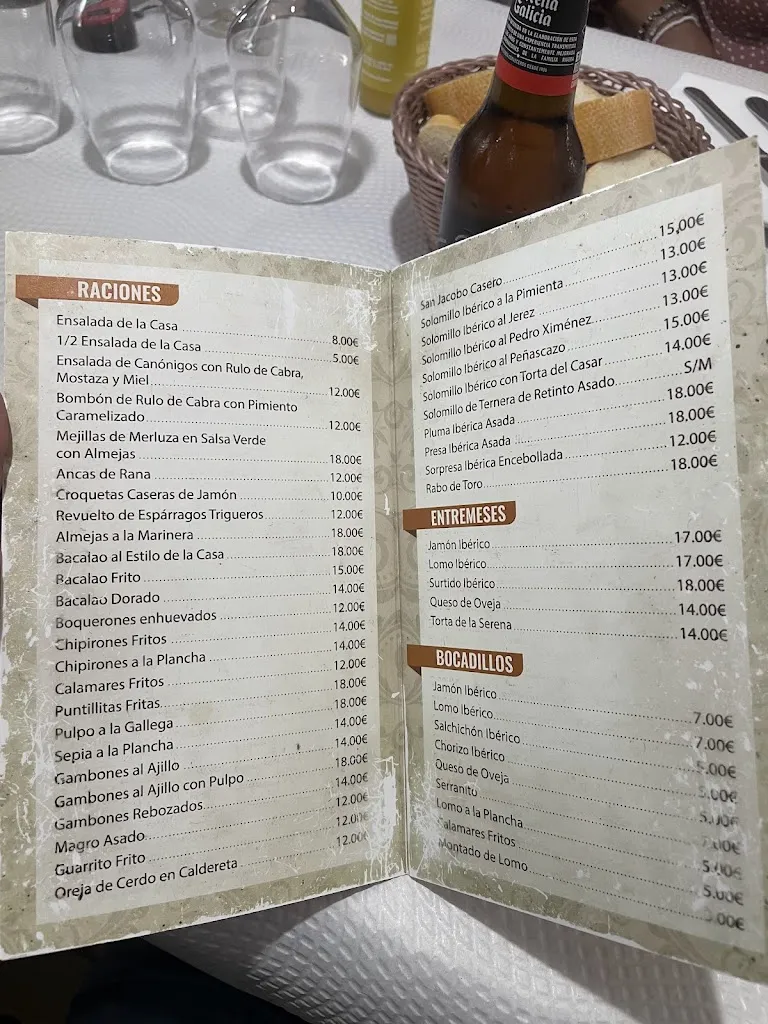 Galicia
RACIONES
Ensalada de la Casa 8.00€
1/2 Ensalada de la Casa 5.00€
Ensalada de Canónigos con Rulo de Cabra,
Mostaza y Miel 12.00€
Bombón de Rulo de Cabra con Pimiento
Caramelizado 12.00€
Mejillas de Merluza en Salsa Verde
con Almejas 18.00€
Ancas de Rana 12.00€
Croquetas Caseras de Jamón 10.00€
Revuelto de Espárragos Trigueros 12.00€
Almejas a la Marinera 18.00€
Bacalao al Estilo de la Casa 18.00€
Bacalao Frito 15.00€
Bacalao Dorado 14.00€
Boquerones enhuevados 12.00€
Chipirones Fritos 14.00€
Chipirones a la Plancha 14.00€
Calamares Fritos 12.00€
Puntillitas Fritas 18.00€
Pulpo a la Gallega 18.00€
Sepia a la Plancha 14.00€
Gambones al Ajillo 14.00€
Gambones al Ajillo con Pulpo 18.00€
Gambones Rebozados 14.00€
Magro Asado 12.00€
Guarrito Frito 12.00€
Oreja de Cerdo en Caldereta 12.00€
San Jacobo Casero 15,00€
Solomillo Ibérico a la Pimienta 13.00€
Solomillo Ibérico al Jerez 13.00€
Solomillo Ibérico al Pedro Ximénez 13.00€
Solomillo Ibérico al Peñascazo 15.00€
Solomillo Ibérico con Torta del Casar 14.00€
Solomillo de Ternera de Retinto Asado S/M
Pluma Ibérica Asada 18.00€
Presa Ibérica Asada 18.00€
Sorpresa Ibérica Encebollada 12.00€
Rabo de Toro 18.00€
ENTREMESES
Jamón Ibérico 17.00€
Lomo Ibérico 17.00€
Surtido Ibérico 18.00€
Queso de Oveja 14.00€
Torta de la Serena 14.00€
BOCADILLOS
Jamón Ibérico 7.00€
Lomo Ibérico 7.00€
Salchichón Ibérico 5.00€
Chorizo Ibérico 5.00€
Queso de Oveja 5.00€
Serranito
Lomo a la Plancha 5.00€
Calamares Fritos 5.00€
Montado de Lomo